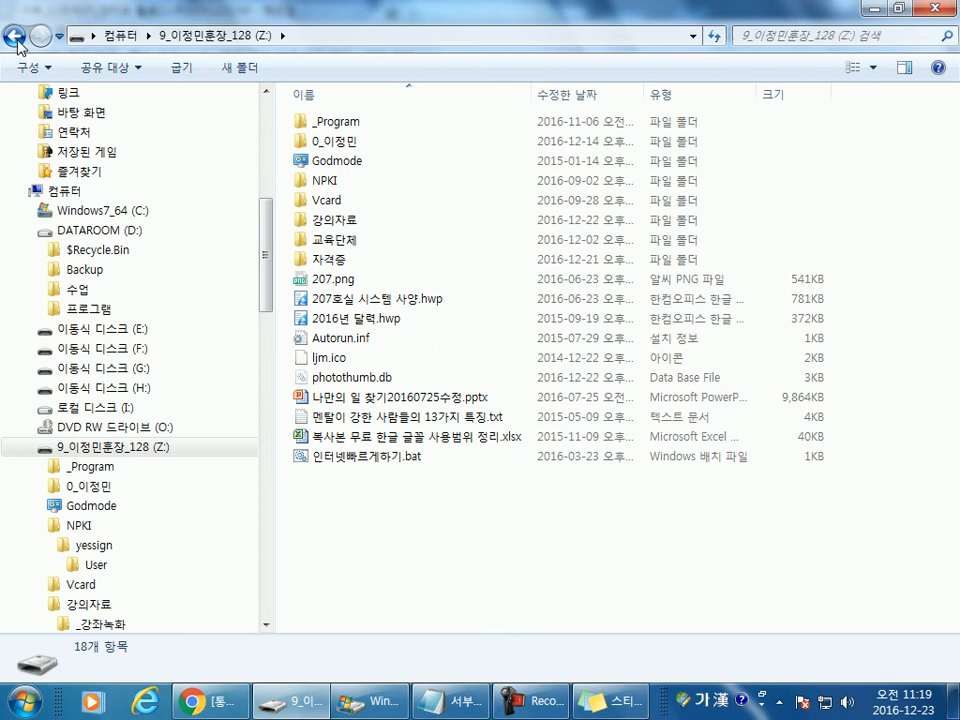 컴퓨터 ▸ 9_이정민훈장_128 (Z:) ▸
9_이정민훈장_128 (Z:) 검색
구성 공유 대상 굽기 새 폴더
링크
바탕 화면
연락처
저장된 게임
즐겨찾기
컴퓨터
Windows7_64 (C:)
DATAROOM (D:)
$Recycle.Bin
Backup
수업
프로그램
이동식 디스크 (E:)
이동식 디스크 (F:)
이동식 디스크 (G:)
이동식 디스크 (H:)
로컬 디스크 (I:)
DVD RW 드라이브 (O:)
9_이정민훈장_128 (Z:)
_Program
0_이정민
Godmode
NPKI
yessign
User
Vcard
강의자료
_강좌녹화
이름 수정한 날짜 유형 크기
_Program 2016-11-06 오전... 파일 폴더
0_이정민 2016-12-14 오후... 파일 폴더
Godmode 2015-01-14 오후... 파일 폴더
NPKI 2016-09-02 오후... 파일 폴더
Vcard 2016-09-28 오후... 파일 폴더
강의자료 2016-12-22 오후... 파일 폴더
교육단체 2016-12-02 오후... 파일 폴더
자격증 2016-12-21 오후... 파일 폴더
207.png 2016-06-23 오후... 알씨 PNG 파일 541KB
207호실 시스템 사양.hwp 2016-06-23 오후... 한컴오피스 한글 ... 781KB
2016년 달력.hwp 2015-09-19 오후... 한컴오피스 한글 ... 372KB
Autorun.inf 2015-01-14 오후... 설치 정보 1KB
ljm.ico 2014-12-22 오후... 아이콘 2KB
photothumb.db 2016-12-22 오후... Data Base File 3KB
나만의 일 찾기20160725수정.pptx 2016-07-25 오전... Microsoft PowerP... 9,864KB
멘탈이 강한 사람들의 13가지 특징.txt 2015-05-09 오후... 텍스트 문서 4KB
복사본 무료 한글 글꼴 사용범위 정리.xlsx 2015-11-09 오후... Microsoft Excel ... 40KB
인터넷빠르게하기.bat 2016-03-23 오후... Windows 배치 파일 1KB
18개 항목
[통... 9_이... Win... 서부... Reco... 스티...
가 漢
오전 11:19
2016-12-23